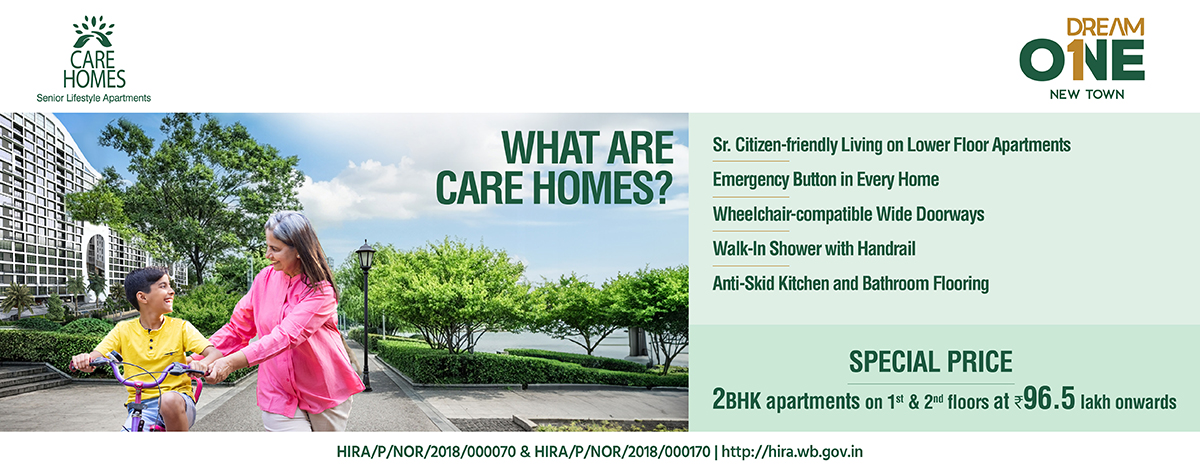 CARE
HOMES
Senior Lifestyle Apartments
DREAM
ONE
NEW TOWN
WHAT ARE
CARE HOMES?
Sr. Citizen-friendly Living on Lower Floor Apartments
Emergency Button in Every Home
Wheelchair-compatible Wide Doorways
Walk-In Shower with Handrail
Anti-Skid Kitchen and Bathroom Flooring
SPECIAL PRICE
2BHK apartments on 1st & 2nd floors at ₹96.5 lakh onwards
HIRA/P/NOR/2018/000070 & HIRA/P/NOR/2018/000170 | http://hira.wb.gov.in